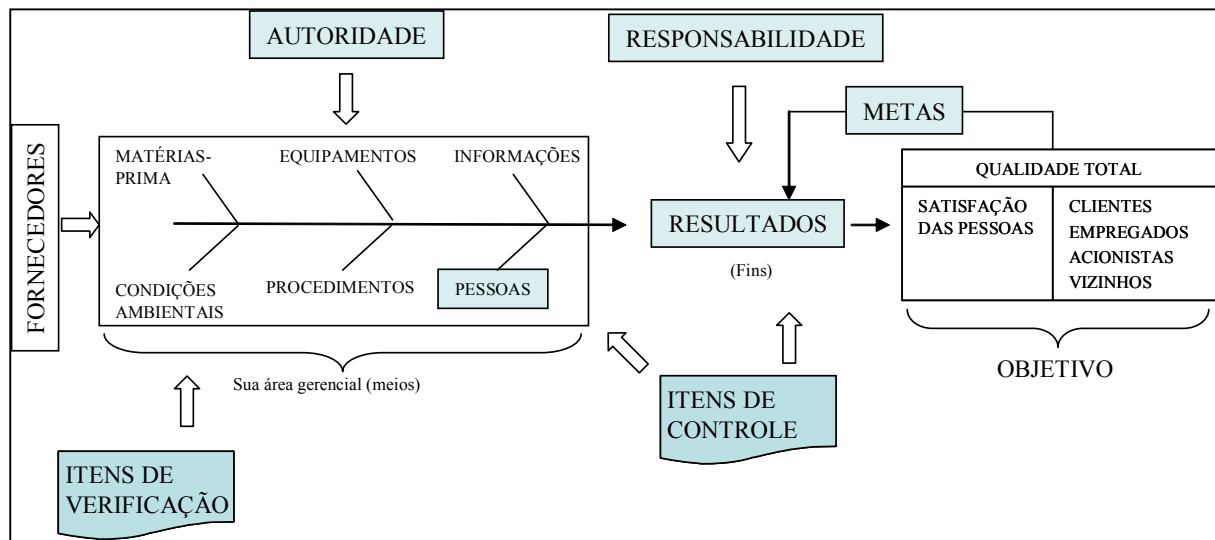 AUTORIDADE
RESPONSABILIDADE
METAS
FORNECEDORES
MATÉRIAS-
PRIMA
EQUIPAMENTOS
INFORMAÇÕES
CONDIÇÕES
AMBIENTAIS
PROCEDIMENTOS
PESSOAS
RESULTADOS
(Fins)
QUALIDADE TOTAL
SATISFAÇÃO
DAS PESSOAS
CLIENTES
EMPREGADOS
ACIONISTAS
VIZINHOS
Sua área gerencial (meios)
OBJETIVO
ITENS DE
CONTROLE
ITENS DE
VERIFICAÇÃO